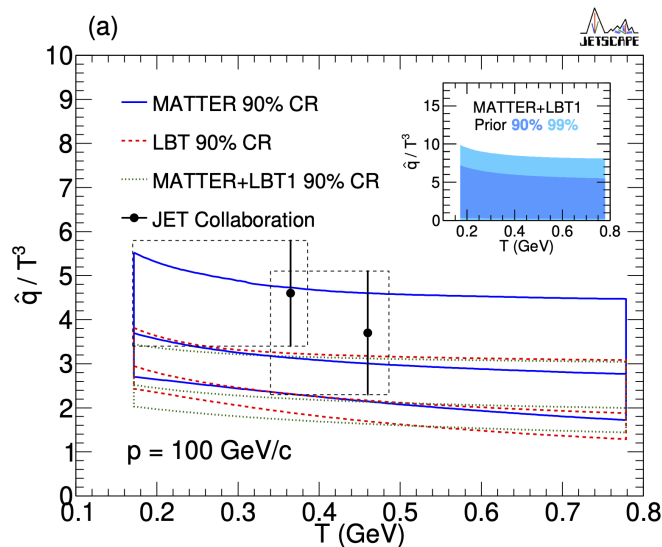 (a)
JETSCAPE
10
9
8
7
6
5
4
3
2
1
0
q̂ / T³
MATTER 90% CR
LBT 90% CR
MATTER+LBT1 90% CR
JET Collaboration
MATTER+LBT1
Prior 90% 99%
15
10
5
0
q̂ / T³
0.2 0.4 0.6 0.8
T (GeV)
p = 100 GeV/c
0.1 0.2 0.3 0.4 0.5 0.6 0.7 0.8
T (GeV)